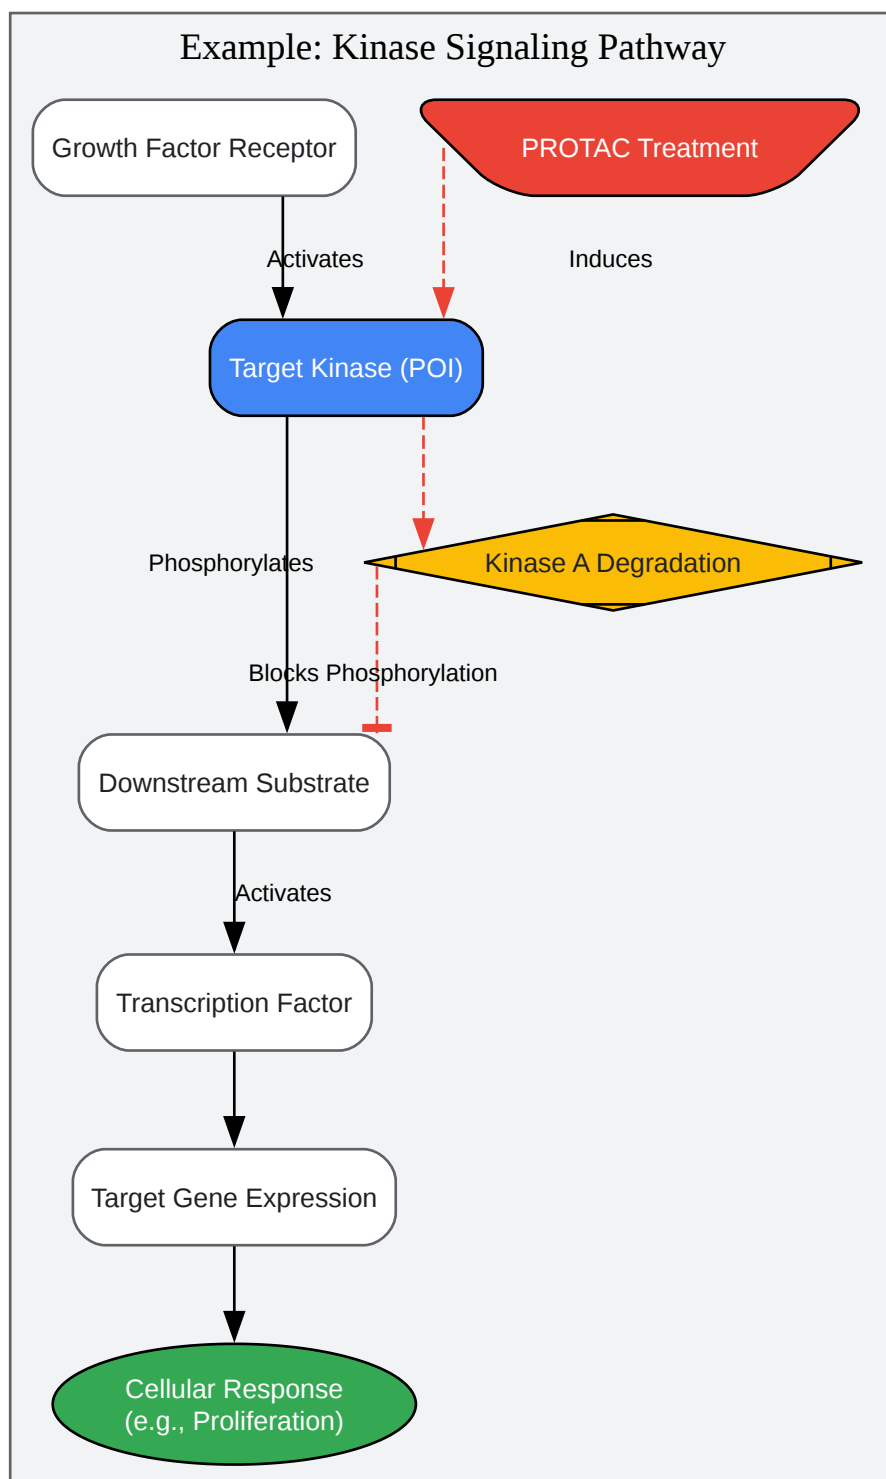 Example: Kinase Signaling Pathway
Growth Factor Receptor
PROTAC Treatment
Activates
Induces
Target Kinase (POI)
Phosphorylates
Kinase A Degradation
Blocks Phosphorylation
Downstream Substrate
Activates
Transcription Factor
Target Gene Expression
Cellular Response
(e.g., Proliferation)